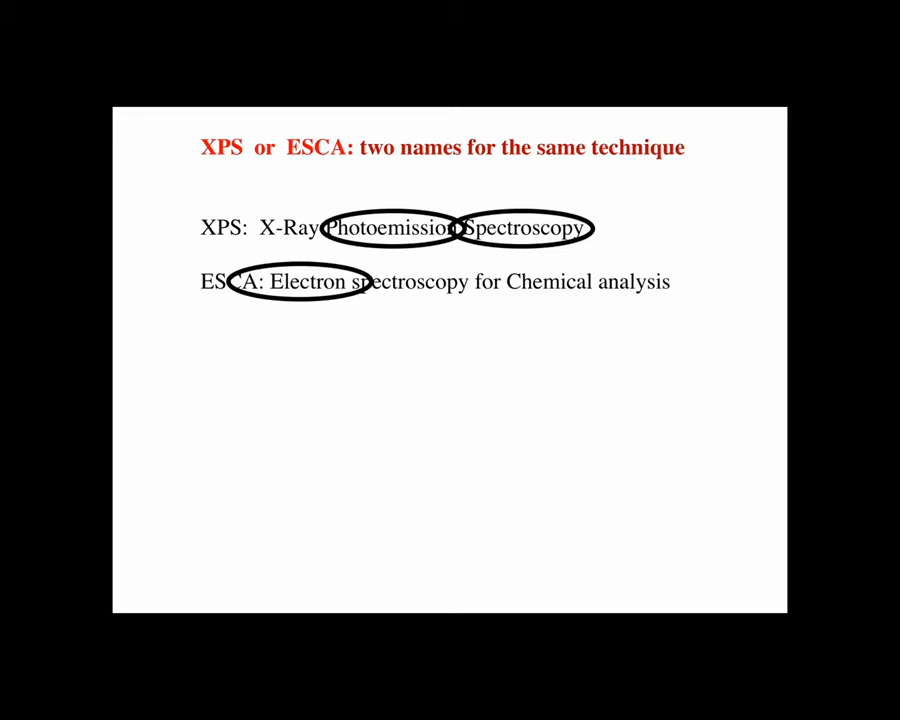 XPS or ESCA: two names for the same technique
XPS: X-Ray Photoemission Spectroscopy
ESCA: Electron spectroscopy for Chemical analysis